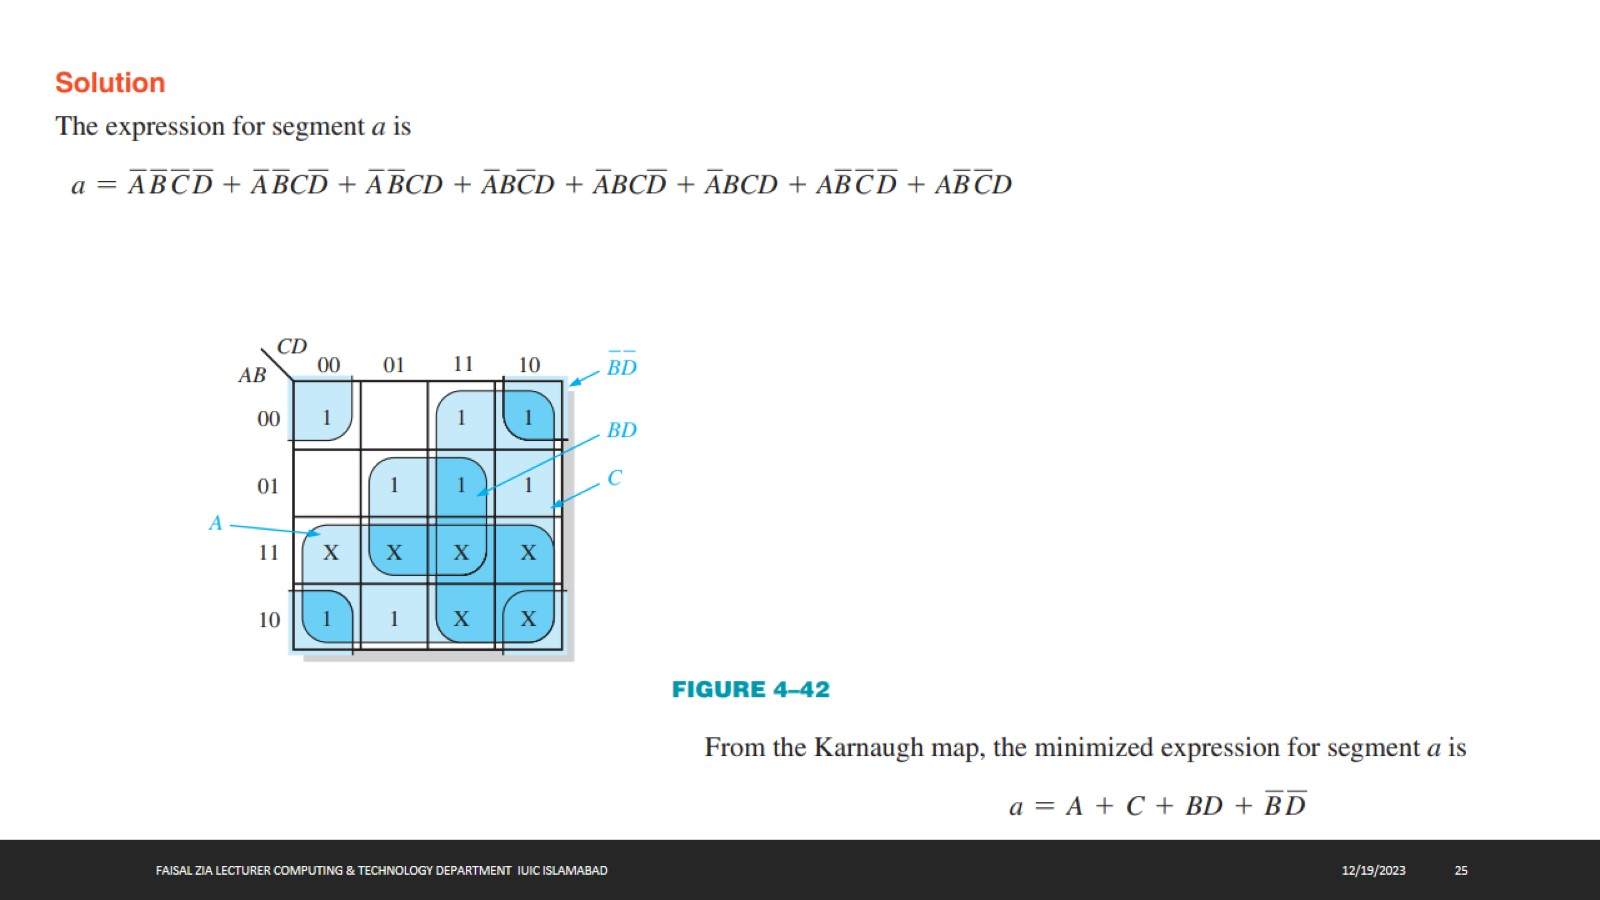 Solution
The expression for segment a is
a = A̅B̅C̅D̅ + A̅B̅CD̅ + A̅B̅CD + A̅BC̅D + A̅BCD̅ + A̅BCD + AB̅C̅D̅ + AB̅C̅D
CD
AB
00 01 11 10
B̅D̅
00 1 1 1
BD
01 1 1 1
C
A
11 X X X X
10 1 1 X X
FIGURE 4–42
From the Karnaugh map, the minimized expression for segment a is
a = A + C + BD + B̅D̅
FAISAL ZIA LECTURER COMPUTING & TECHNOLOGY DEPARTMENT IUIC ISLAMABAD 12/19/2023 25